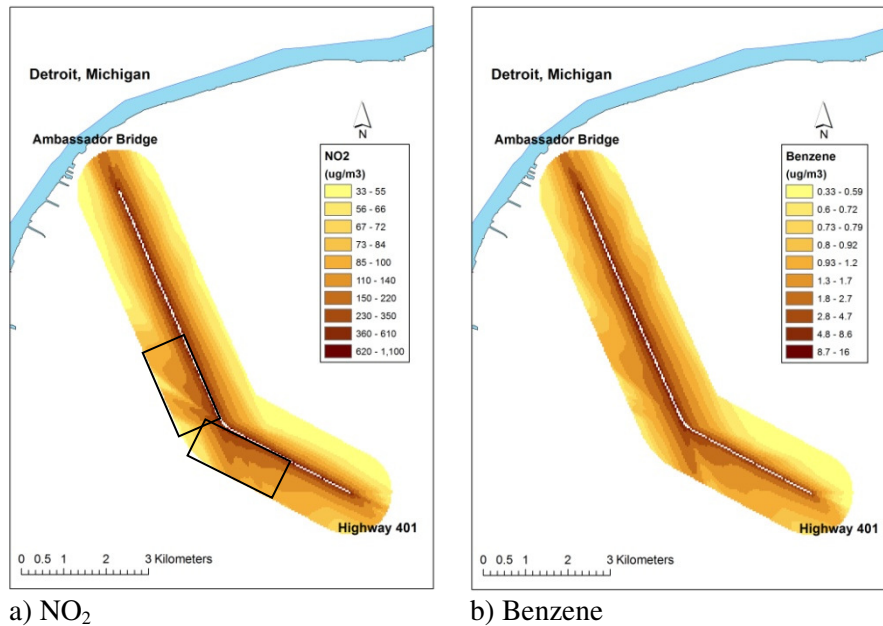 Detroit, Michigan
Ambassador Bridge
N
NO2
(ug/m3)
33 - 55
56 - 66
67 - 72
73 - 84
85 - 100
110 - 140
150 - 220
230 - 350
360 - 610
620 - 1,100
Highway 401
0 0.5 1 2 3 Kilometers
a) NO₂
Detroit, Michigan
Ambassador Bridge
N
Benzene
(ug/m3)
0.33 - 0.59
0.6 - 0.72
0.73 - 0.79
0.8 - 0.92
0.93 - 1.2
1.3 - 1.7
1.8 - 2.7
2.8 - 4.7
4.8 - 8.6
8.7 - 16
Highway 401
0 0.5 1 2 3 Kilometers
b) Benzene